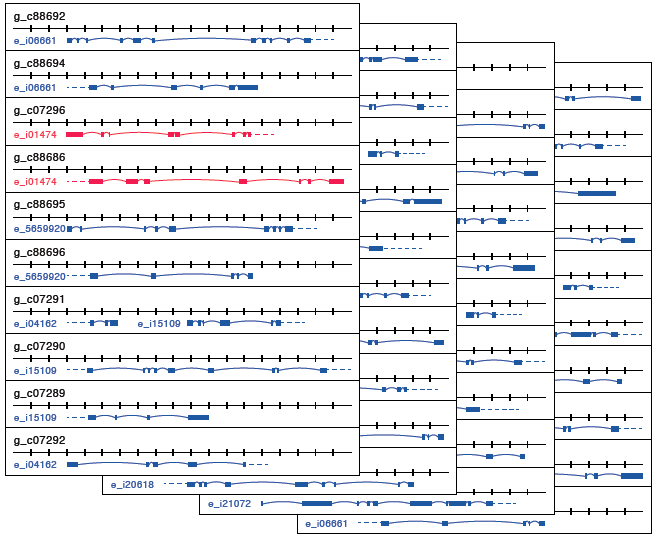 g_c88692
e_i06661
g_c88694
e_i06661
g_c07296
e_i01474
g_c88686
e_i01474
g_c88695
e_5659920
g_c88696
e_5659920
g_c07291
e_i04162 e_i15109
g_c07290
e_i15109
g_c07289
e_i15109
g_c07292
e_i04162
e_i20618
e_i21072
e_i06661